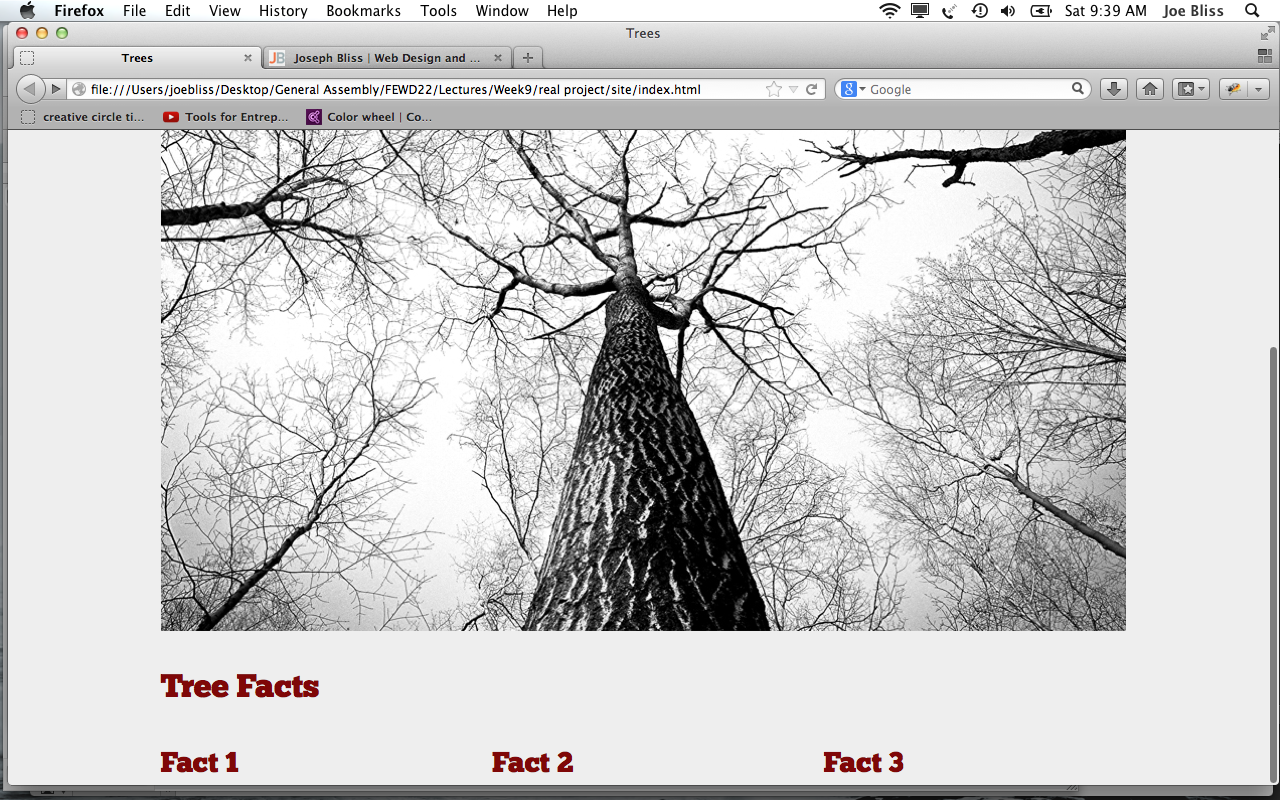 Firefox File Edit View History Bookmarks Tools Window Help Sat 9:39 AM Joe Bliss
Trees
Trees JB Joseph Bliss | Web Design and ...
file:///Users/joebliss/Desktop/General Assembly/FEWD22/Lectures/Week9/real project/site/index.html 8 Google
creative circle ti... Tools for Entrep... Color wheel | Co...
Tree Facts
Fact 1 Fact 2 Fact 3